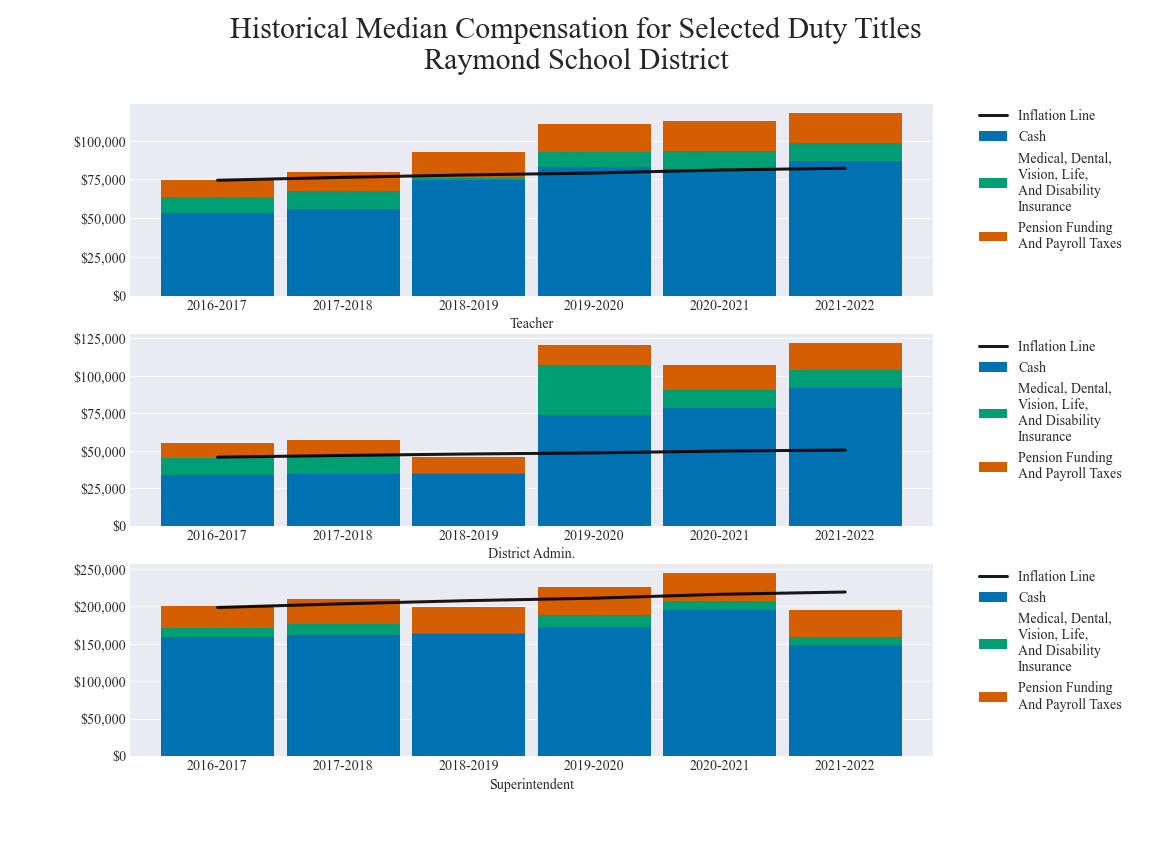 Historical Median Compensation for Selected Duty Titles
Raymond School District
$100,000
$75,000
$50,000
$25,000
$0
2016-2017 2017-2018 2018-2019 2019-2020 2020-2021 2021-2022
Teacher
Inflation Line
Cash
Medical, Dental,
Vision, Life,
And Disability
Insurance
Pension Funding
And Payroll Taxes
$125,000
$100,000
$75,000
$50,000
$25,000
$0
2016-2017 2017-2018 2018-2019 2019-2020 2020-2021 2021-2022
District Admin.
Inflation Line
Cash
Medical, Dental,
Vision, Life,
And Disability
Insurance
Pension Funding
And Payroll Taxes
$250,000
$200,000
$150,000
$100,000
$50,000
$0
2016-2017 2017-2018 2018-2019 2019-2020 2020-2021 2021-2022
Superintendent
Inflation Line
Cash
Medical, Dental,
Vision, Life,
And Disability
Insurance
Pension Funding
And Payroll Taxes